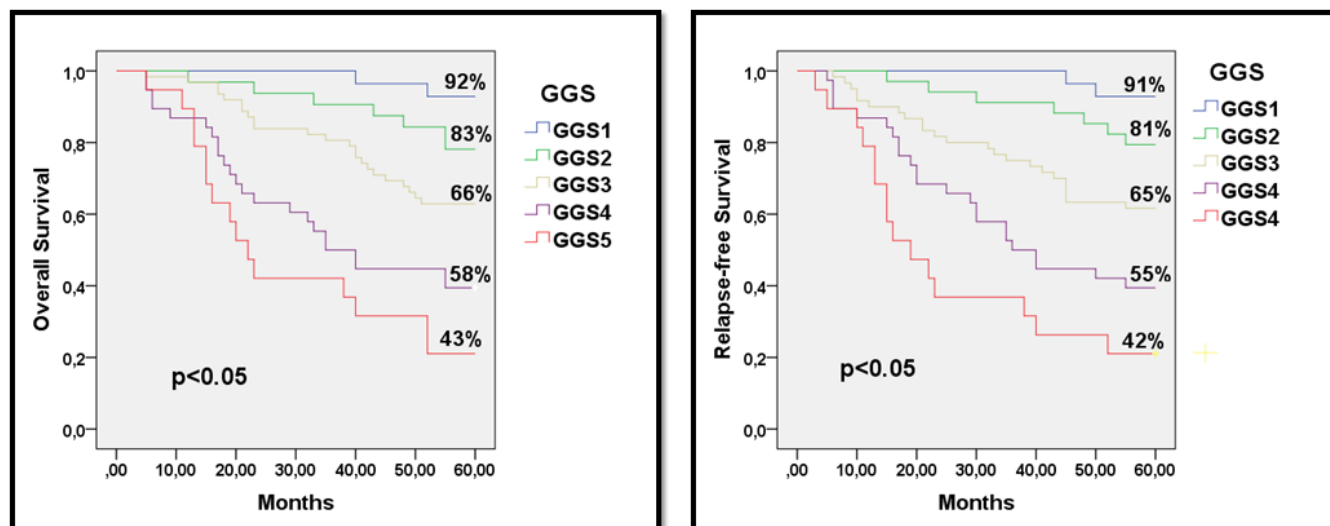 Overall Survival
1,0
0,8
0,6
0,4
0,2
0,0
92%
83%
66%
58%
43%
p<0.05
,00
10,00
20,00
30,00
40,00
50,00
60,00
Months
GGS
GGS1
GGS2
GGS3
GGS4
GGS5
Relapse-free Survival
1,0
0,8
0,6
0,4
0,2
0,0
91%
81%
65%
55%
42%
p<0.05
,00
10,00
20,00
30,00
40,00
50,00
60,00
Months
GGS
GGS1
GGS2
GGS3
GGS4
GGS4